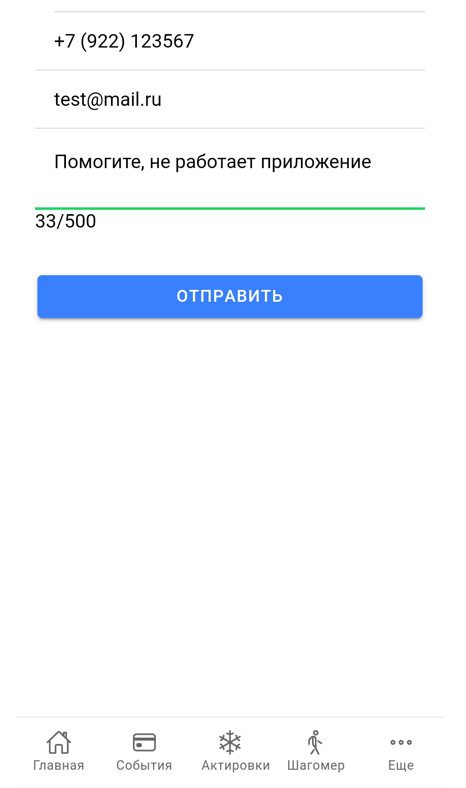 +7 (922) 123567
test@mail.ru
Помогите, не работает приложение
33/500
ОТПРАВИТЬ
Главная
События
Актировки
Шагомер
Еще